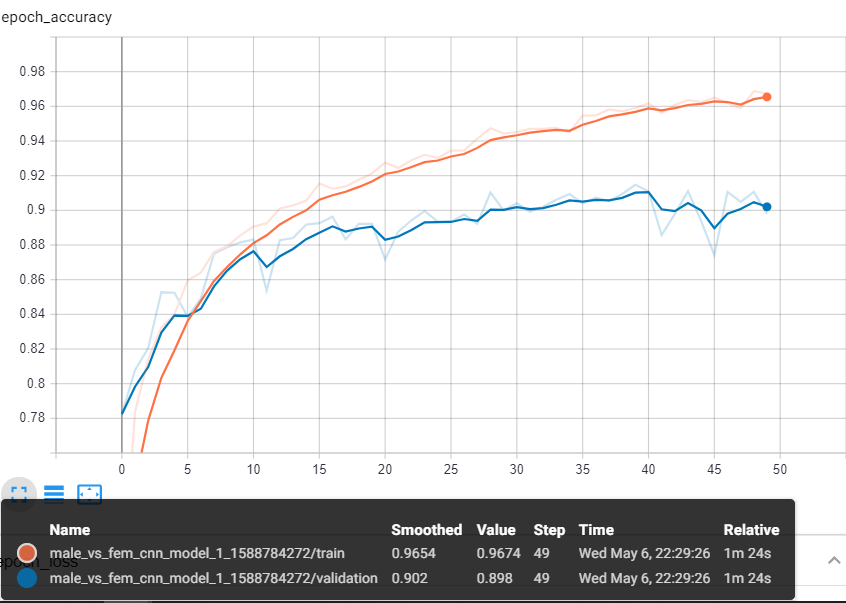 epoch_accuracy
0.98
0.96
0.94
0.92
0.9
0.88
0.86
0.84
0.82
0.8
0.78
0 5 10 15 20 25 30 35 40 45 50
Name Smoothed Value Step Time Relative
male_vs_fem_cnn_model_1_1588784272/train 0.9654 0.9674 49 Wed May 6, 22:29:26 1m 24s
epoch_loss
male_vs_fem_cnn_model_1_1588784272/validation 0.902 0.898 49 Wed May 6, 22:29:26 1m 24s